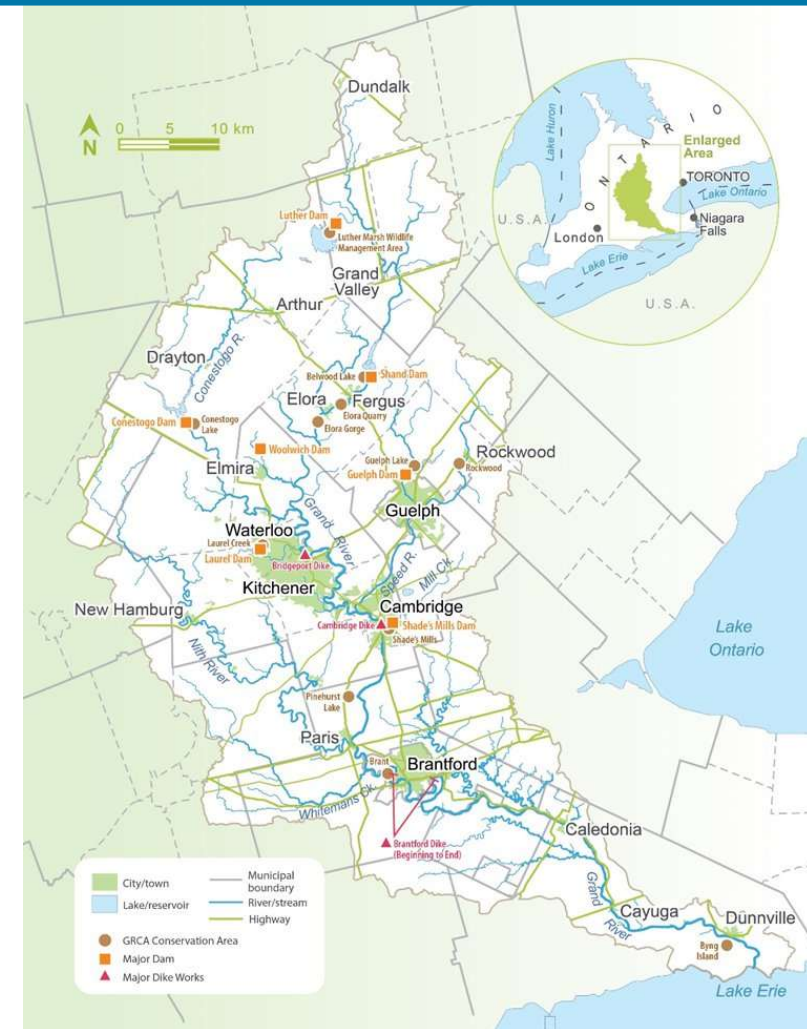 Dundalk
N
0 5 10 km
Luther Dam
Luther Marsh Wildlife
Management Area
Grand
Valley
Arthur
Drayton
Conestogo R.
Belwood Lake
Shand Dam
Elora
Fergus
Elora Quarry
Elora Gorge
Conestogo Dam
Conestogo
Lake
Woolwich Dam
Elmira
Guelph Lake
Guelph Dam
Rockwood
Rockwood
Guelph
Grand River
Waterloo
Laurel Creek
Laurel Dam
Bridgeport Dike
Speed R.
Mill Ck.
Kitchener
New Hamburg
Cambridge
Cambridge Dike
Shade's Mills Dam
Shade's Mills
Nith River
Pinehurst
Lake
Paris
Brant
Brantford
Whitemans Ck.
Brantford Dike
(Beginning to End)
Caledonia
Grand
River
Cayuga
Dunnville
Byng
Island
Lake Erie
Lake
Ontario
Lake Huron
ONTARIO
Enlarged
Area
TORONTO
Lake Ontario
U.S.A.
Niagara
Falls
London
Lake Erie
U.S.A.
City/town
Lake/reservoir
Municipal
boundary
River/stream
Highway
GRCA Conservation Area
Major Dam
Major Dike Works